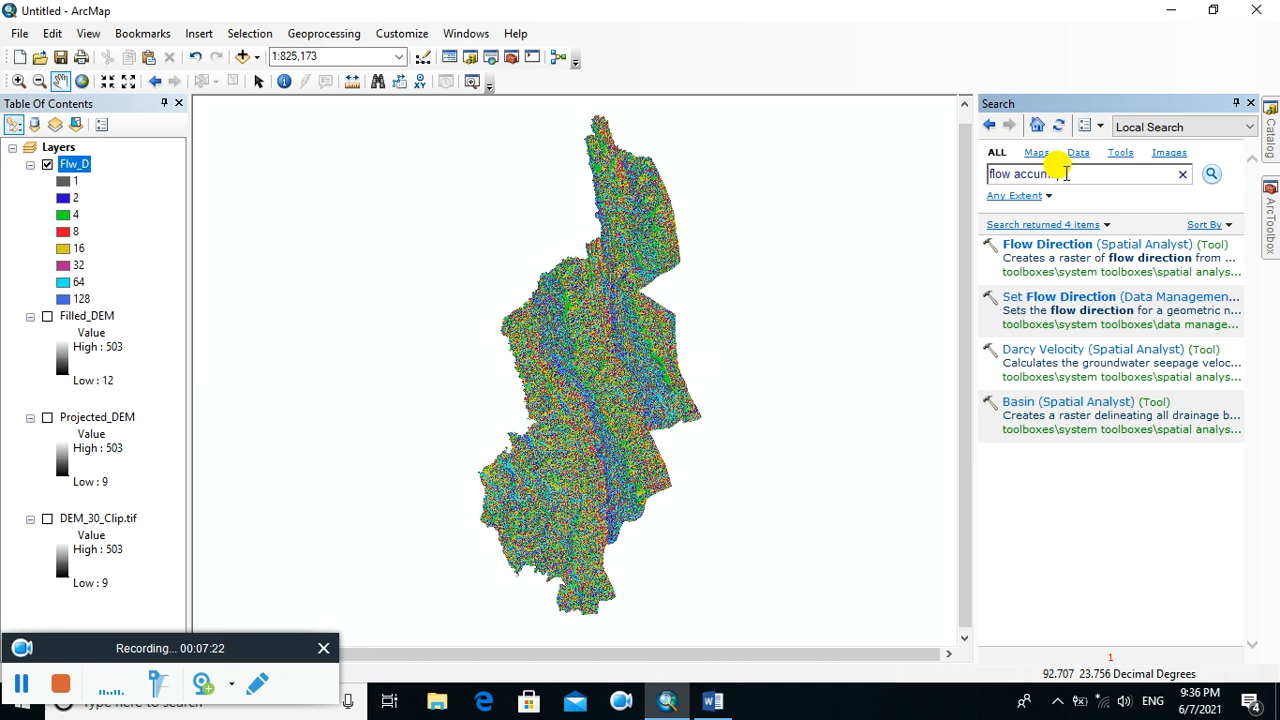 Untitled - ArcMap
File Edit View Bookmarks Insert Selection Geoprocessing Customize Windows Help
1:825,173
Table Of Contents
Layers
Flw_D
1
2
4
8
16
32
64
128
Filled_DEM
Value
High : 503
Low : 12
Projected_DEM
Value
High : 503
Low : 9
DEM_30_Clip.tif
Value
High : 503
Low : 9
Search
Local Search
ALL Maps Data Tools Images
flow accum
Any Extent
Search returned 4 items Sort By
Flow Direction (Spatial Analyst) (Tool)
Creates a raster of flow direction from ...
toolboxes\system toolboxes\spatial analys...
Set Flow Direction (Data Managemen...
Sets the flow direction for a geometric n...
toolboxes\system toolboxes\data manage...
Darcy Velocity (Spatial Analyst) (Tool)
Calculates the groundwater seepage veloc...
toolboxes\system toolboxes\spatial analys...
Basin (Spatial Analyst) (Tool)
Creates a raster delineating all drainage b...
toolboxes\system toolboxes\spatial analys...
1
Catalog
ArcToolbox
92.707 23.756 Decimal Degrees
Recording... 00:07:22
Type here to search
ENG
9:36 PM
6/7/2021
4